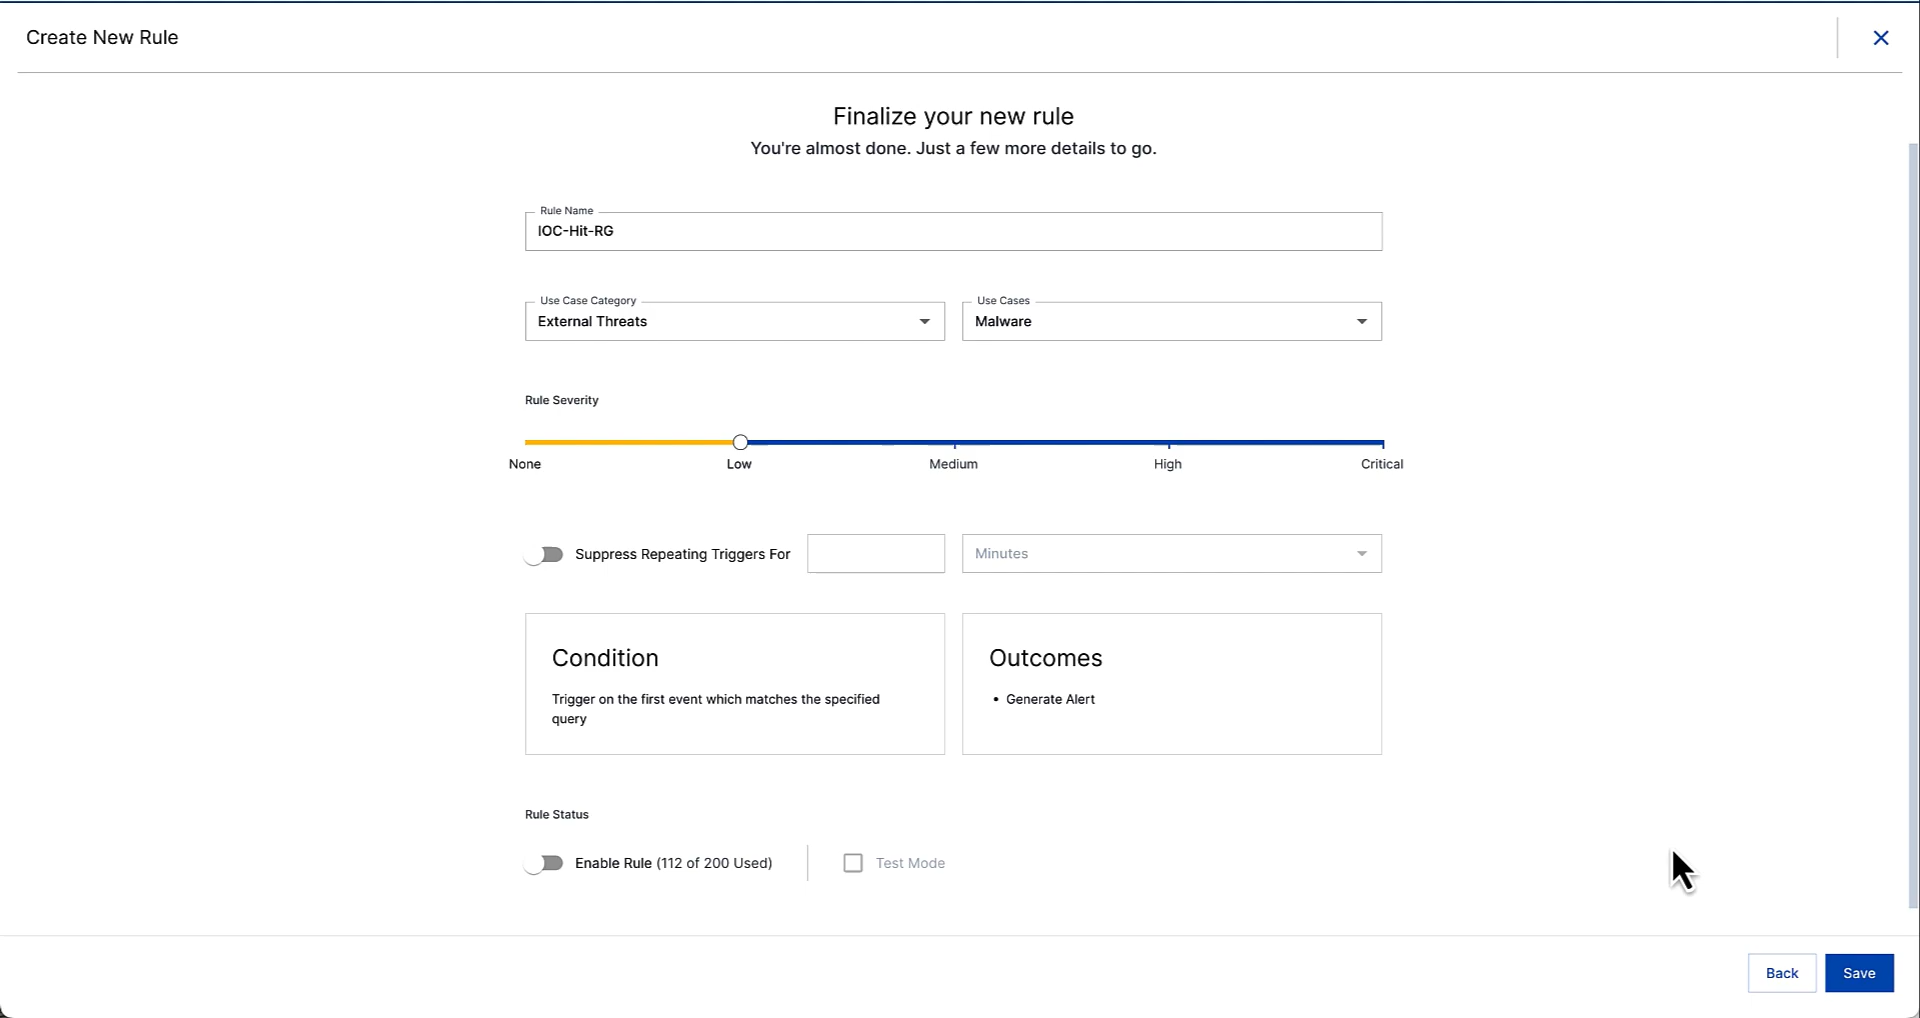 Create New Rule
Finalize your new rule
You're almost done. Just a few more details to go.
Rule Name
IOC-Hit-RG
Use Case Category
External Threats
Use Cases
Malware
Rule Severity
None
Low
Medium
High
Critical
Suppress Repeating Triggers For
Minutes
Condition
Trigger on the first event which matches the specified
query
Outcomes
• Generate Alert
Rule Status
Enable Rule (112 of 200 Used)
Test Mode
Back
Save